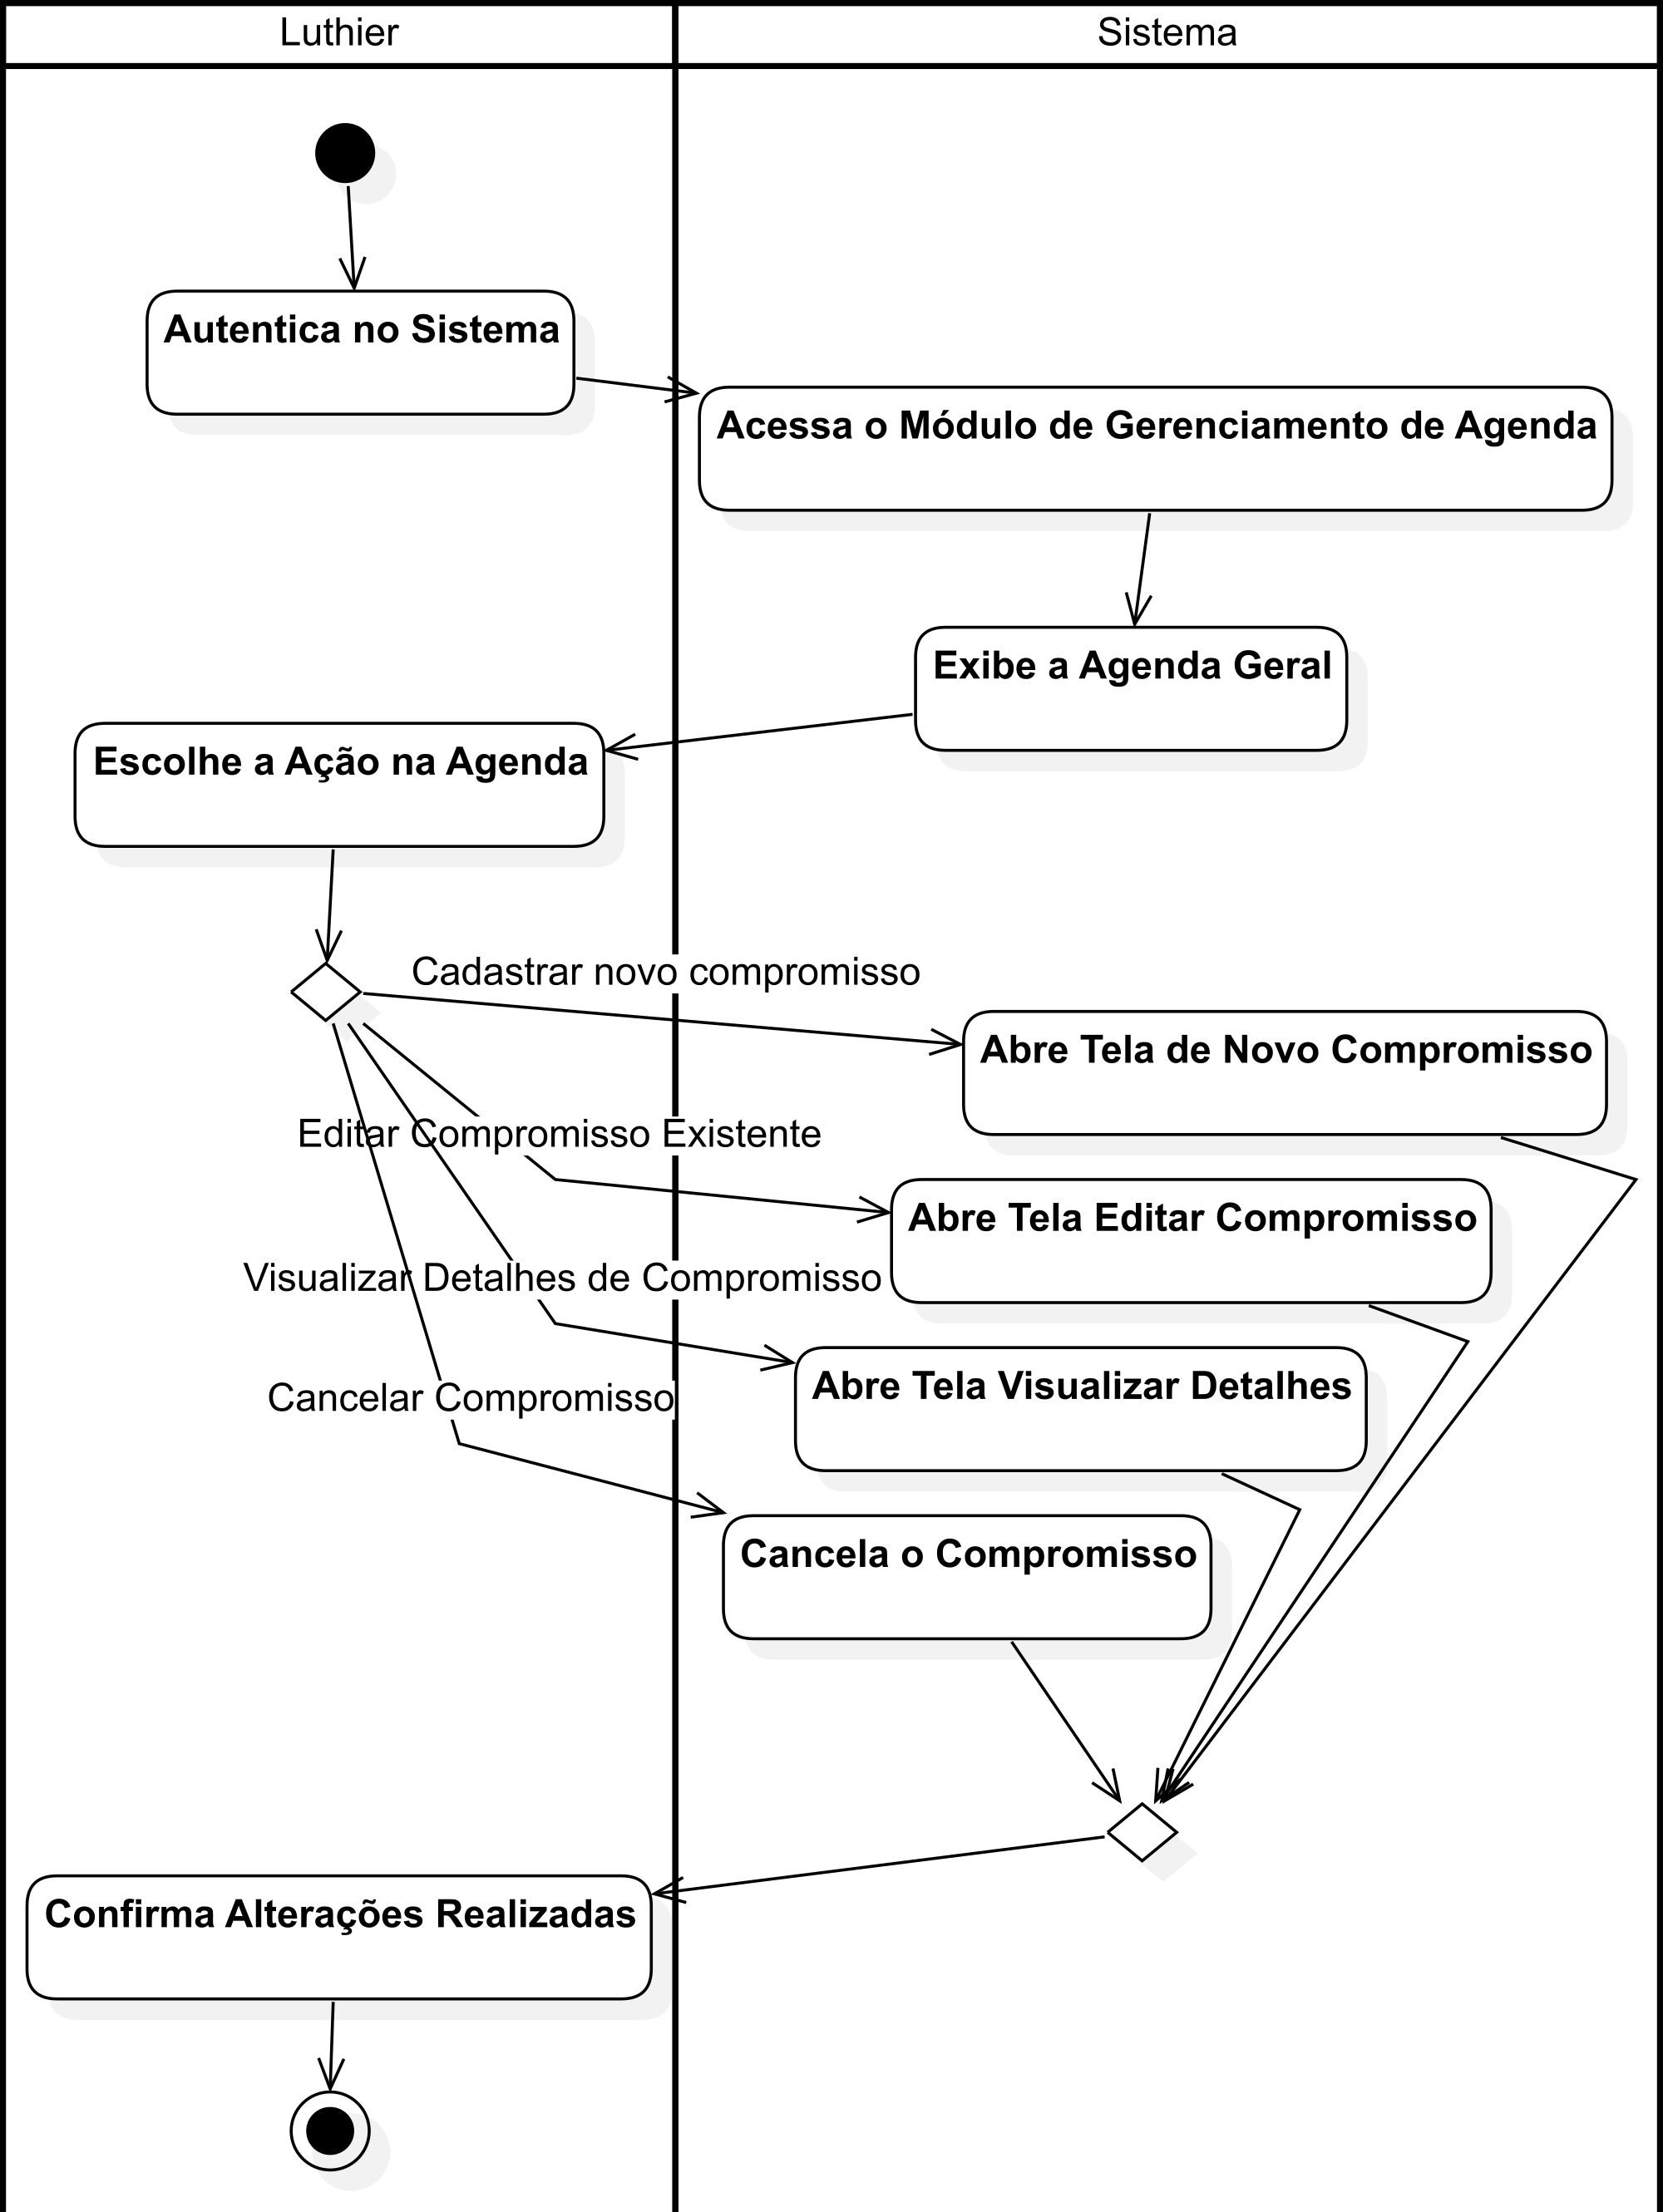 Luthier
Sistema
Autentica no Sistema
Acessa o Módulo de Gerenciamento de Agenda
Exibe a Agenda Geral
Escolhe a Ação na Agenda
Cadastrar novo compromisso
Abre Tela de Novo Compromisso
Editar Compromisso Existente
Abre Tela Editar Compromisso
Visualizar Detalhes de Compromisso
Abre Tela Visualizar Detalhes
Cancelar Compromisso
Cancela o Compromisso
Confirma Alterações Realizadas